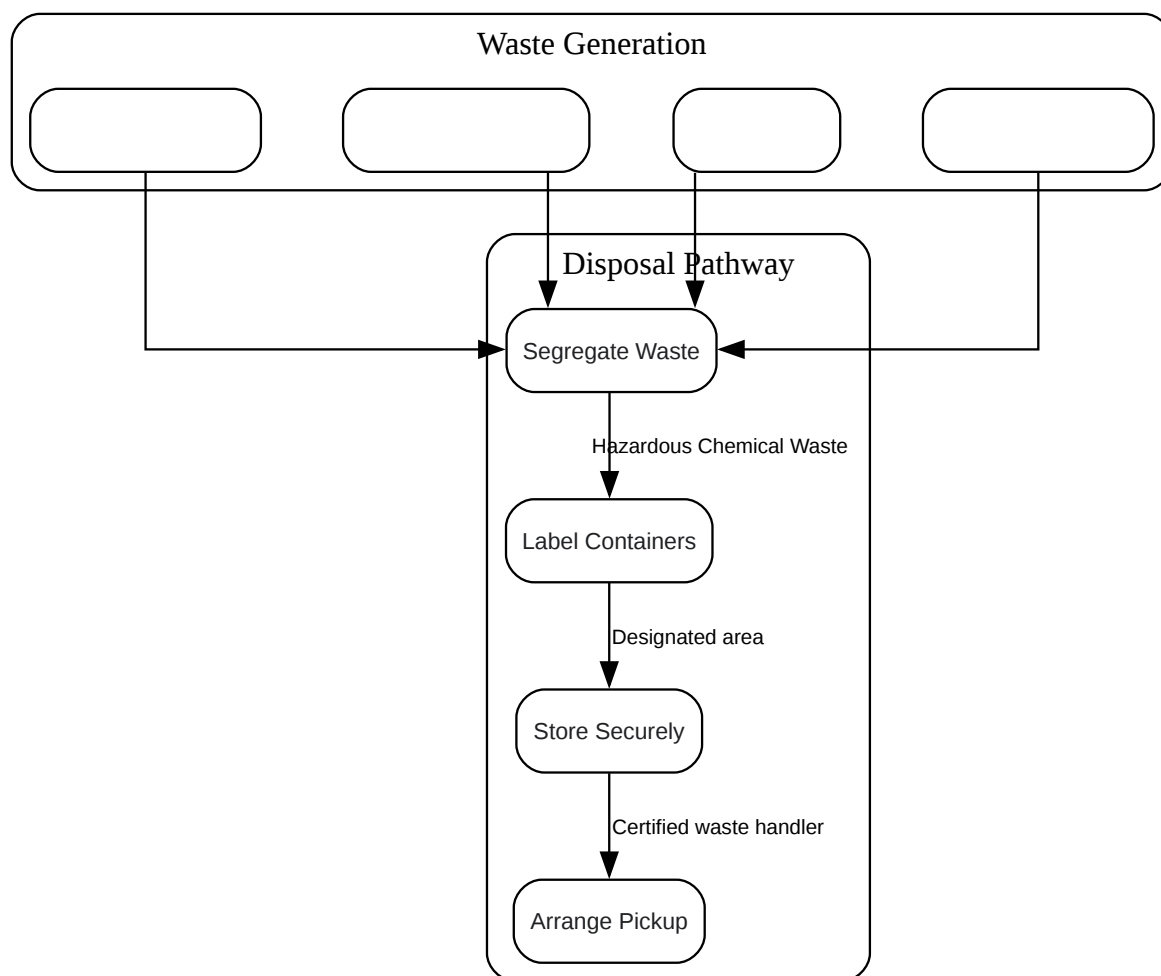 Waste Generation
Disposal Pathway
Segregate Waste
Hazardous Chemical Waste
Label Containers
Designated area
Store Securely
Certified waste handler
Arrange Pickup